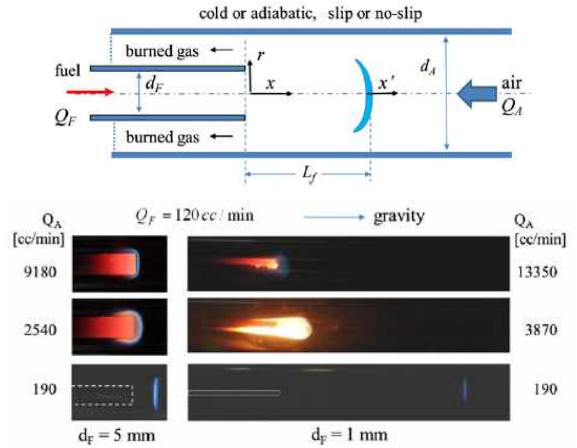 cold or adiabatic, slip or no-slip
burned gas
fuel
d_F
r
x
x'
d_A
air
Q_A
Q_F
burned gas
L_f
Q_A
[cc/min]
Q_F = 120 cc / min
gravity
Q_A
[cc/min]
9180
13350
2540
3870
190
190
d_F = 5 mm
d_F = 1 mm